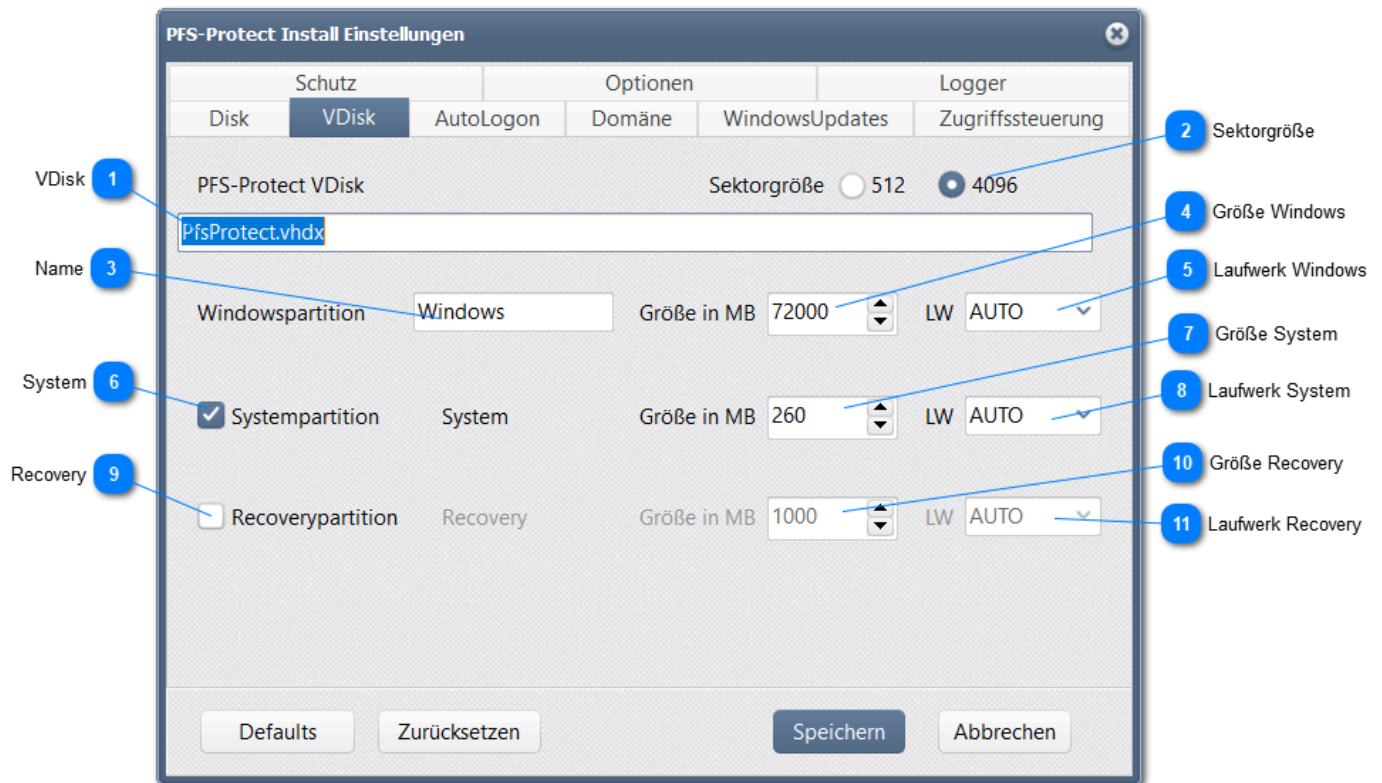 PFS-Protect Install Einstellungen
Schutz Optionen Logger
Disk VDisk AutoLogon Domäne WindowsUpdates Zugriffssteuerung
2 Sektorgröße
VDisk 1
PFS-Protect VDisk Sektorgröße 512 4096
4 Größe Windows
PfsProtect.vhdx
Name 3
5 Laufwerk Windows
Windowspartition Windows Größe in MB 72000 LW AUTO
7 Größe System
System 6
8 Laufwerk System
Systempartition System Größe in MB 260 LW AUTO
10 Größe Recovery
Recovery 9
Recoverypartition Recovery Größe in MB 1000 LW AUTO
11 Laufwerk Recovery
Defaults Zurücksetzen Speichern Abbrechen